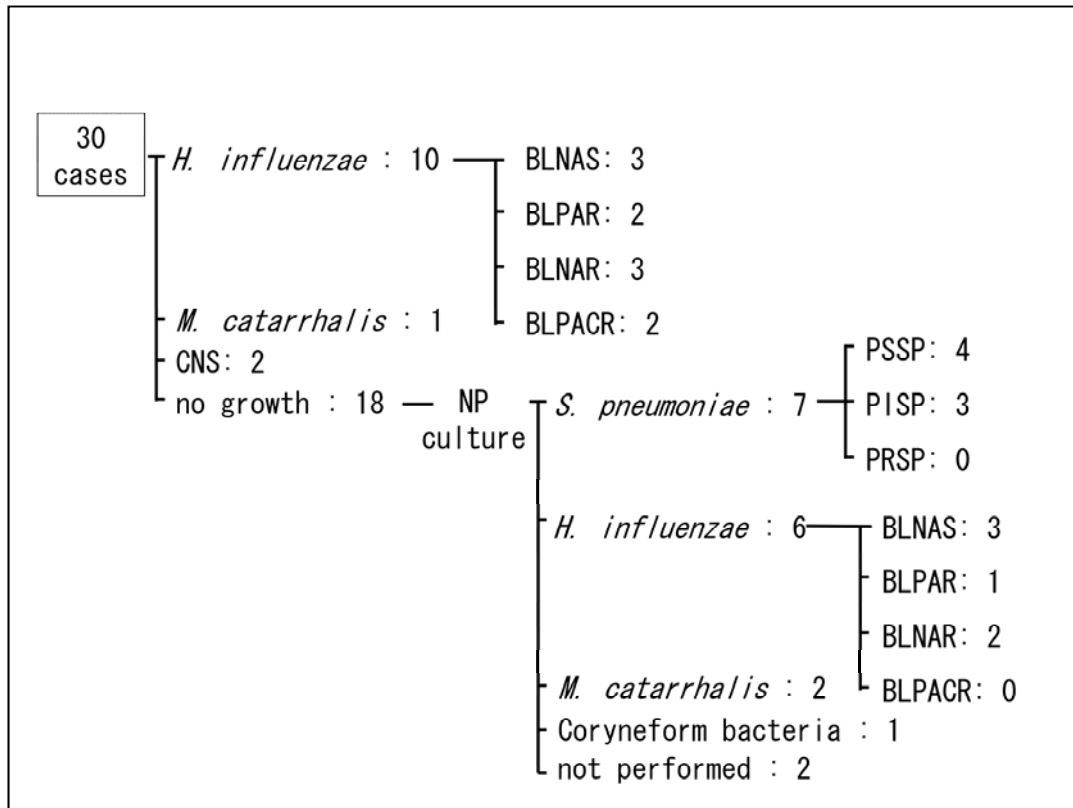 30
cases
H. influenzae : 10
BLNAS: 3
BLPAR: 2
BLNAR: 3
BLPACR: 2
M. catarrhalis : 1
CNS: 2
no growth : 18
NP
culture
S. pneumoniae : 7
PSSP: 4
PISP: 3
PRSP: 0
H. influenzae : 6
BLNAS: 3
BLPAR: 1
BLNAR: 2
BLPACR: 0
M. catarrhalis : 2
Coryneform bacteria : 1
not performed : 2